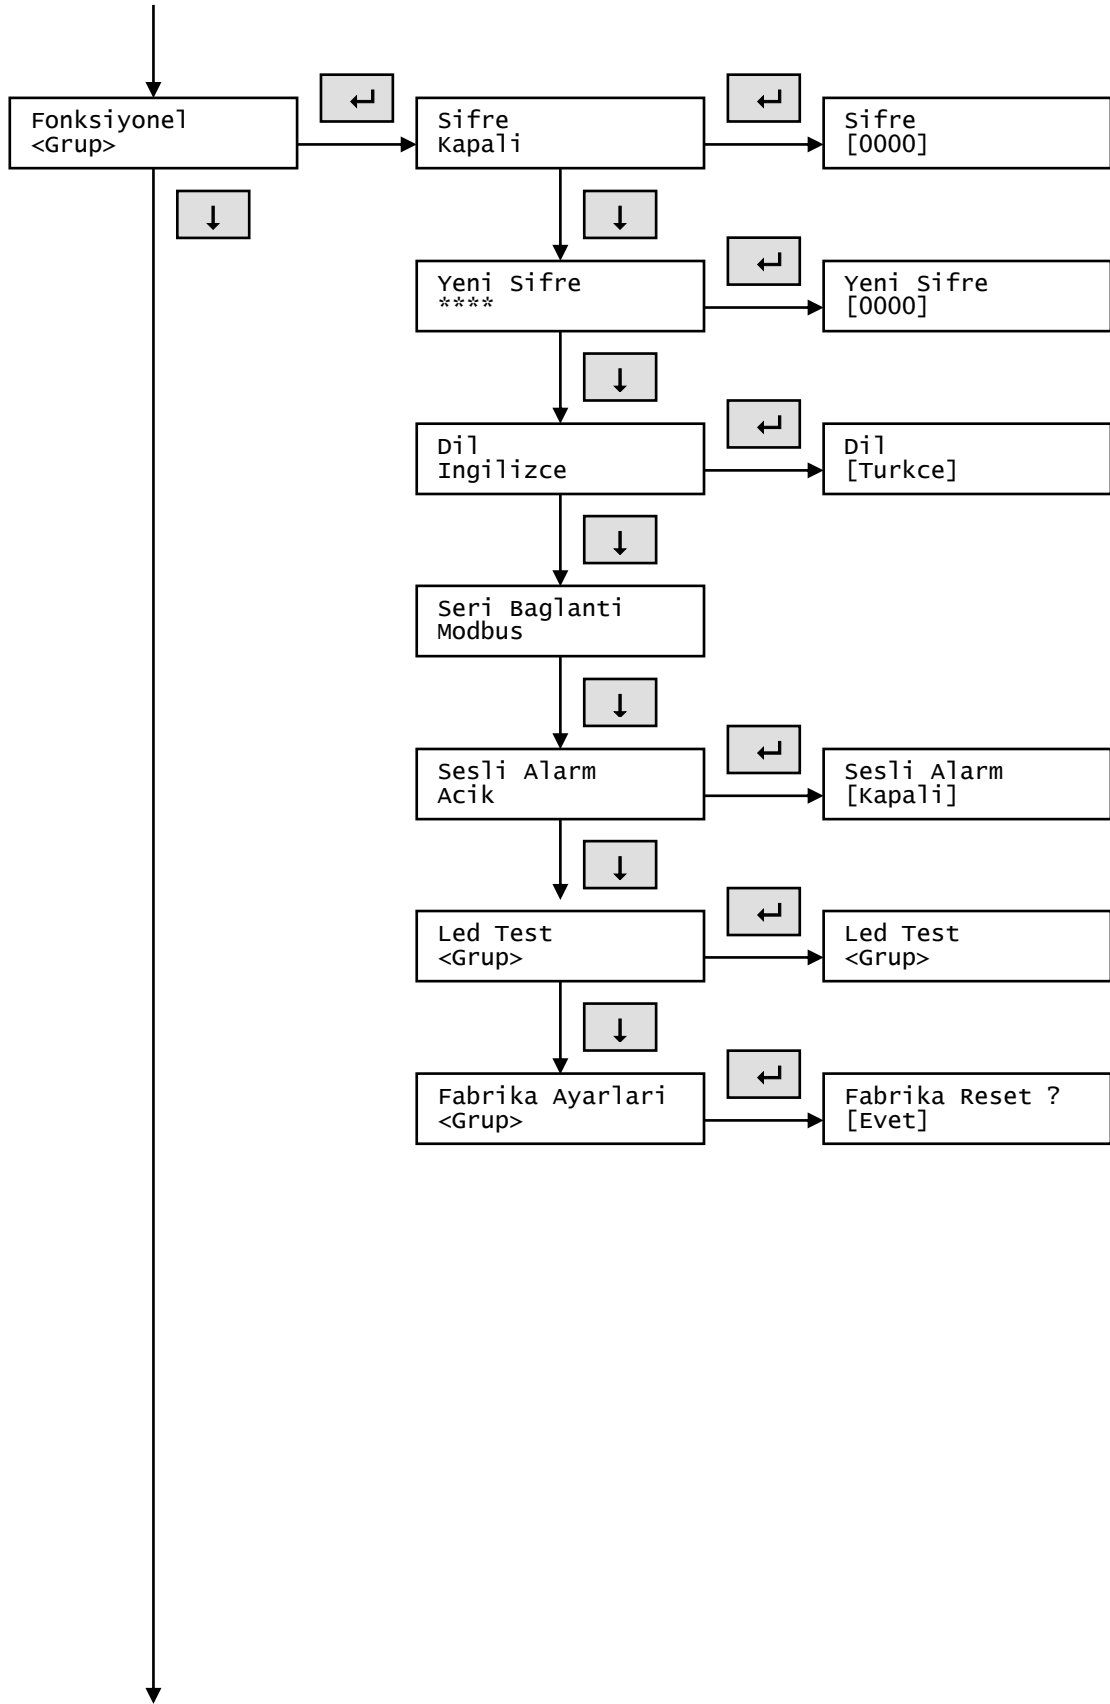 Fonksiyonel
<Grup>
Sifre
Kapali
Sifre
[0000]
Yeni Sifre
****
Yeni Sifre
[0000]
Dil
Ingilizce
Dil
[Turkce]
Seri Baglanti
Modbus
Sesli Alarm
Acik
Sesli Alarm
[Kapali]
Led Test
<Grup>
Led Test
<Grup>
Fabrika Ayarlari
<Grup>
Fabrika Reset ?
[Evet]